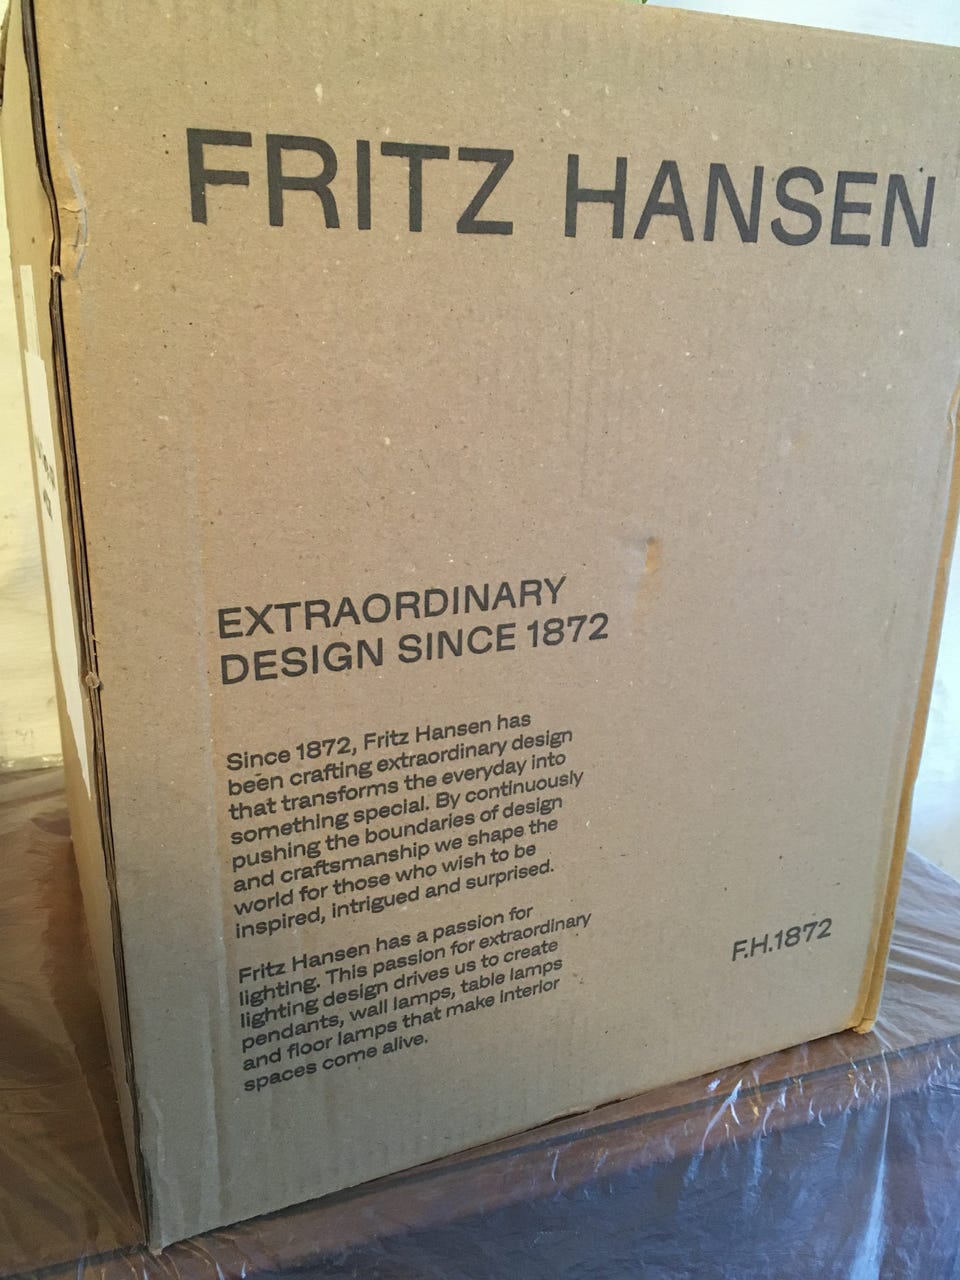 FRITZ HANSEN
EXTRAORDINARY
DESIGN SINCE 1872
Since 1872, Fritz Hansen has
been crafting extraordinary design
that transforms the everyday into
something special. By continuously
pushing the boundaries of design
and craftsmanship we shape the
world for those who wish to be
inspired, intrigued and surprised.
Fritz Hansen has a passion for
lighting. This passion for extraordinary
lighting design drives us to create
pendants, wall lamps, table lamps
and floor lamps that make interior
spaces come alive.
F.H.1872